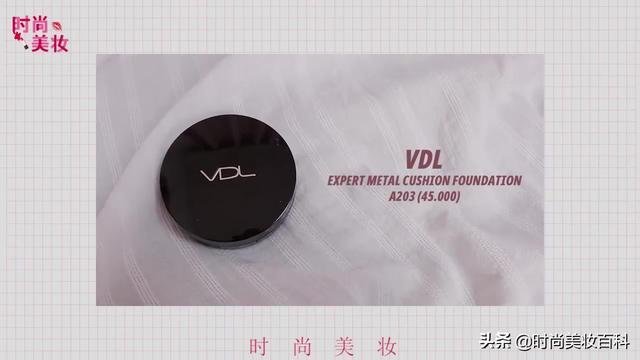 时尚
美妆
VDL
VDL
EXPERT METAL CUSHION FOUNDATION
A203 (45.000)
时尚美妆
头条 @时尚美妆百科